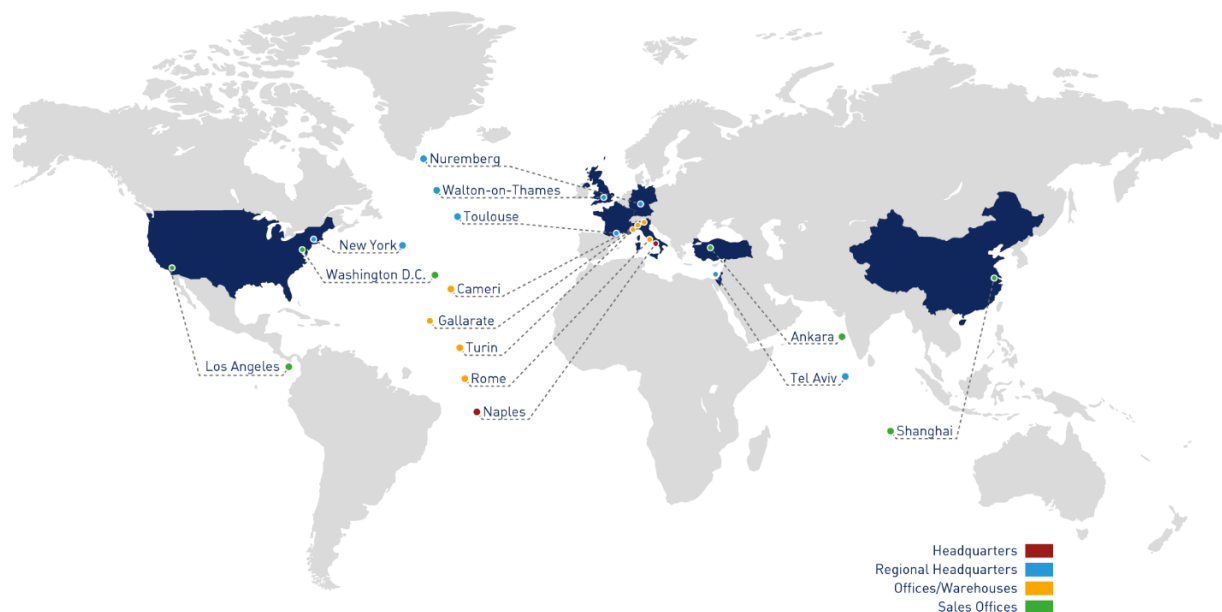 Nuremberg
Walton-on-Thames
Toulouse
New York
Washington D.C.
Cameri
Gallarate
Turin
Rome
Naples
Los Angeles
Ankara
Tel Aviv
Shanghai
Headquarters
Regional Headquarters
Offices/Warehouses
Sales Offices